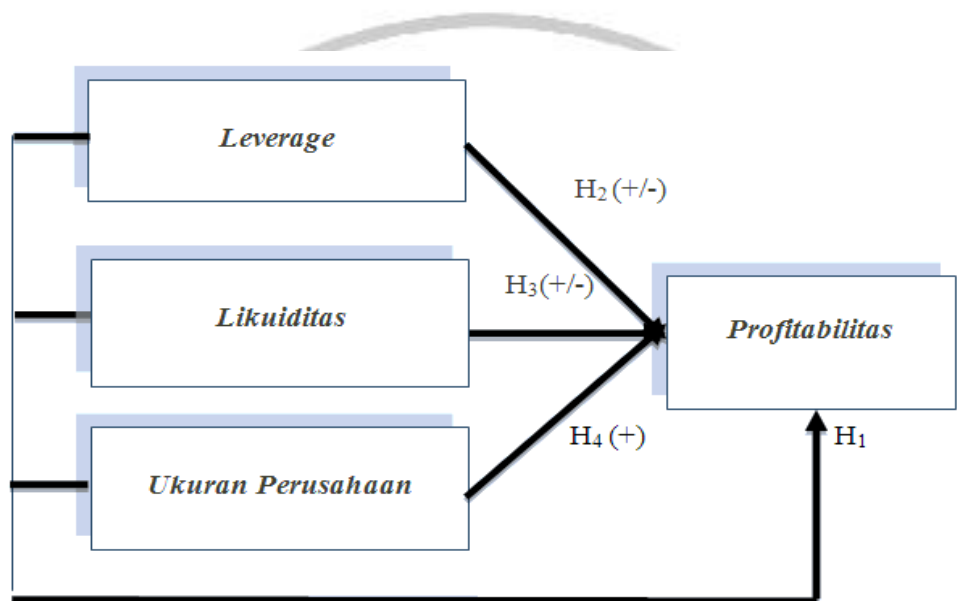 Leverage
H₂ (+/-)
H₃(+/-)
Likuiditas
Profitabilitas
H₄ (+)
H₁
Ukuran Perusahaan